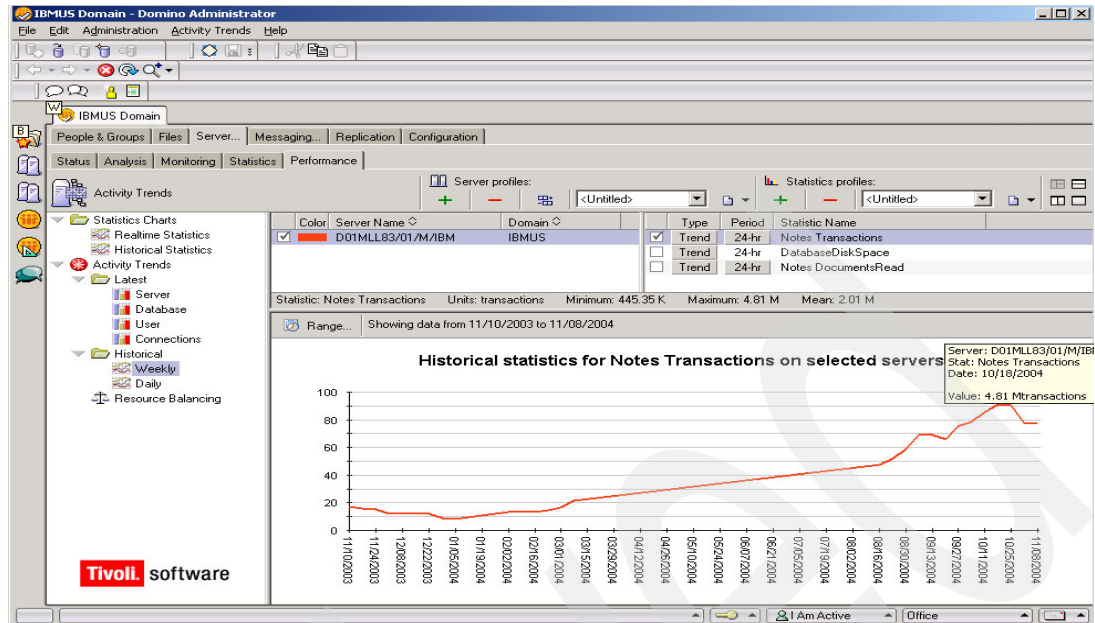 IBMUS Domain - Domino Administrator
File Edit Administration Activity Trends Help
W
IBMUS Domain
B
People & Groups Files Server... Messaging... Replication Configuration
Status Analysis Monitoring Statistics Performance
Activity Trends
Server profiles:
<Untitled>
Statistics profiles:
<Untitled>
Statistics Charts
Realtime Statistics
Historical Statistics
Activity Trends
Latest
Server
Database
User
Connections
Historical
Weekly
Daily
Resource Balancing
Tivoli. software
Color Server Name Domain
D01MLL83/01/M/IBM IBMUS
Type Period Statistic Name
Trend 24-hr Notes Transactions
Trend 24-hr DatabaseDiskSpace
Trend 24-hr Notes DocumentsRead
Statistic: Notes Transactions Units: transactions Minimum: 445.35 K Maximum: 4.81 M Mean: 2.01 M
Range... Showing data from 11/10/2003 to 11/08/2004
Historical statistics for Notes Transactions on selected servers
Server: D01MLL83/01/M/IBM
Stat: Notes Transactions
Date: 10/18/2004
Value: 4.81 Mtransactions
100
80
60
40
20
0
11/10/2003
11/24/2003
12/08/2003
12/22/2003
01/05/2004
01/19/2004
02/02/2004
02/16/2004
03/01/2004
03/15/2004
03/29/2004
04/12/2004
04/26/2004
05/10/2004
05/24/2004
06/07/2004
06/21/2004
07/05/2004
07/19/2004
08/02/2004
08/16/2004
08/30/2004
09/13/2004
09/27/2004
10/11/2004
10/25/2004
11/08/2004
I Am Active
Office